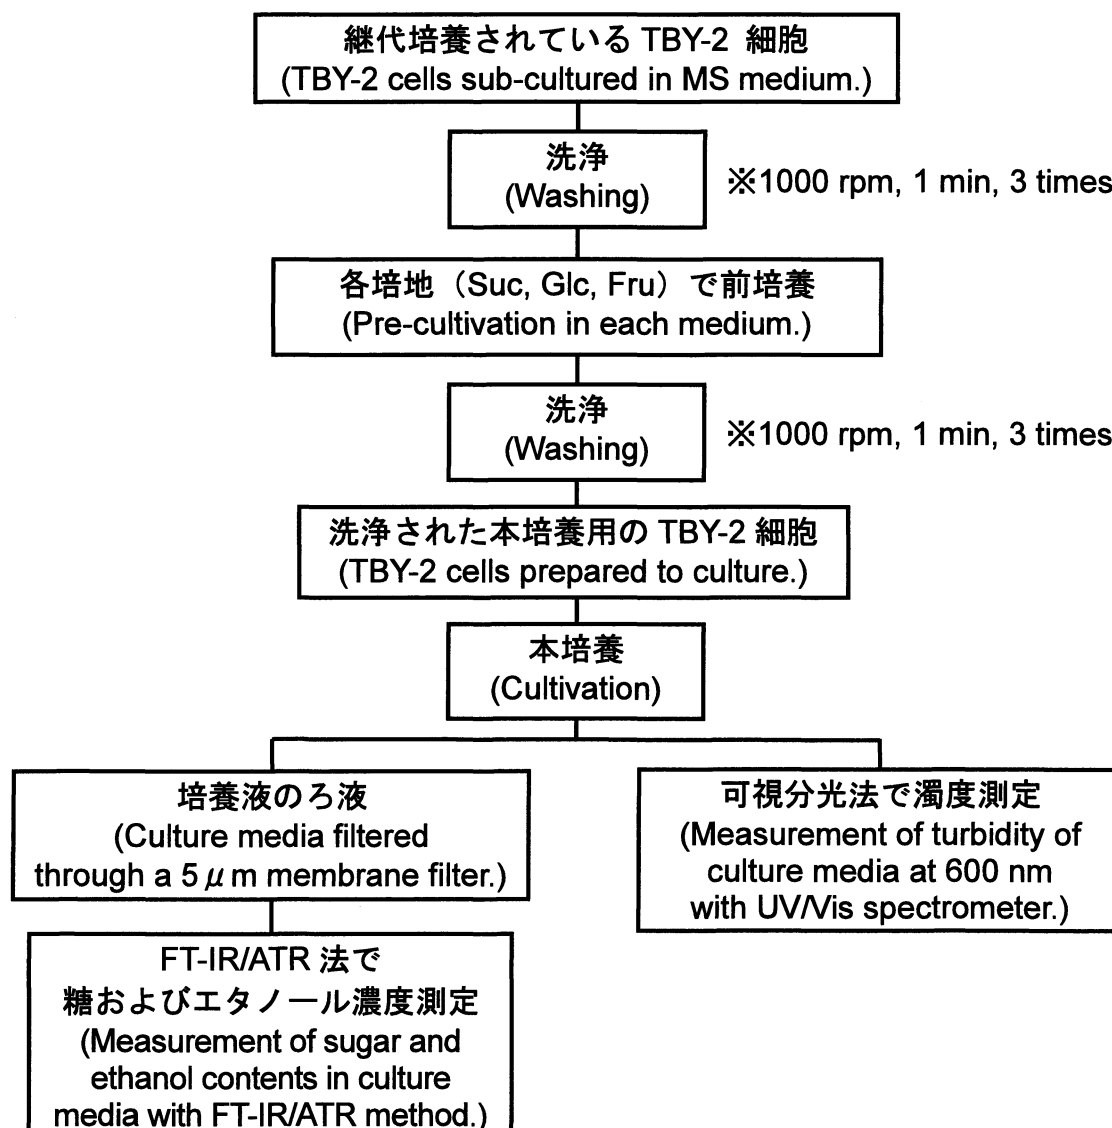 継代培養されている TBY-2 細胞
(TBY-2 cells sub-cultured in MS medium.)
洗浄
(Washing)
※1000 rpm, 1 min, 3 times
各培地（Suc, Glc, Fru）で前培養
(Pre-cultivation in each medium.)
洗浄
(Washing)
※1000 rpm, 1 min, 3 times
洗浄された本培養用の TBY-2 細胞
(TBY-2 cells prepared to culture.)
本培養
(Cultivation)
培養液のろ液
(Culture media filtered
through a 5 μm membrane filter.)
可視分光法で濁度測定
(Measurement of turbidity of
culture media at 600 nm
with UV/Vis spectrometer.)
FT-IR/ATR 法で
糖およびエタノール濃度測定
(Measurement of sugar and
ethanol contents in culture
media with FT-IR/ATR method.)